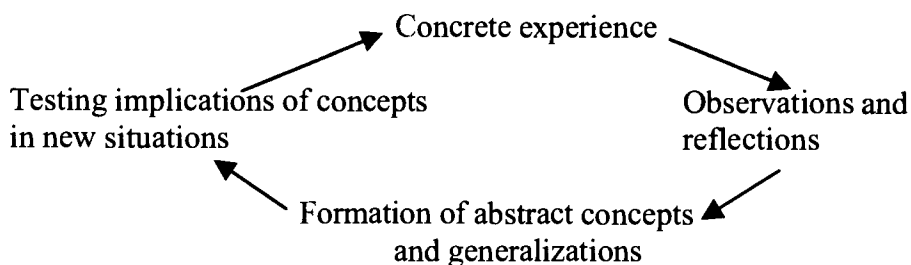 Concrete experience
Testing implications of concepts
in new situations
Observations and
reflections
Formation of abstract concepts
and generalizations